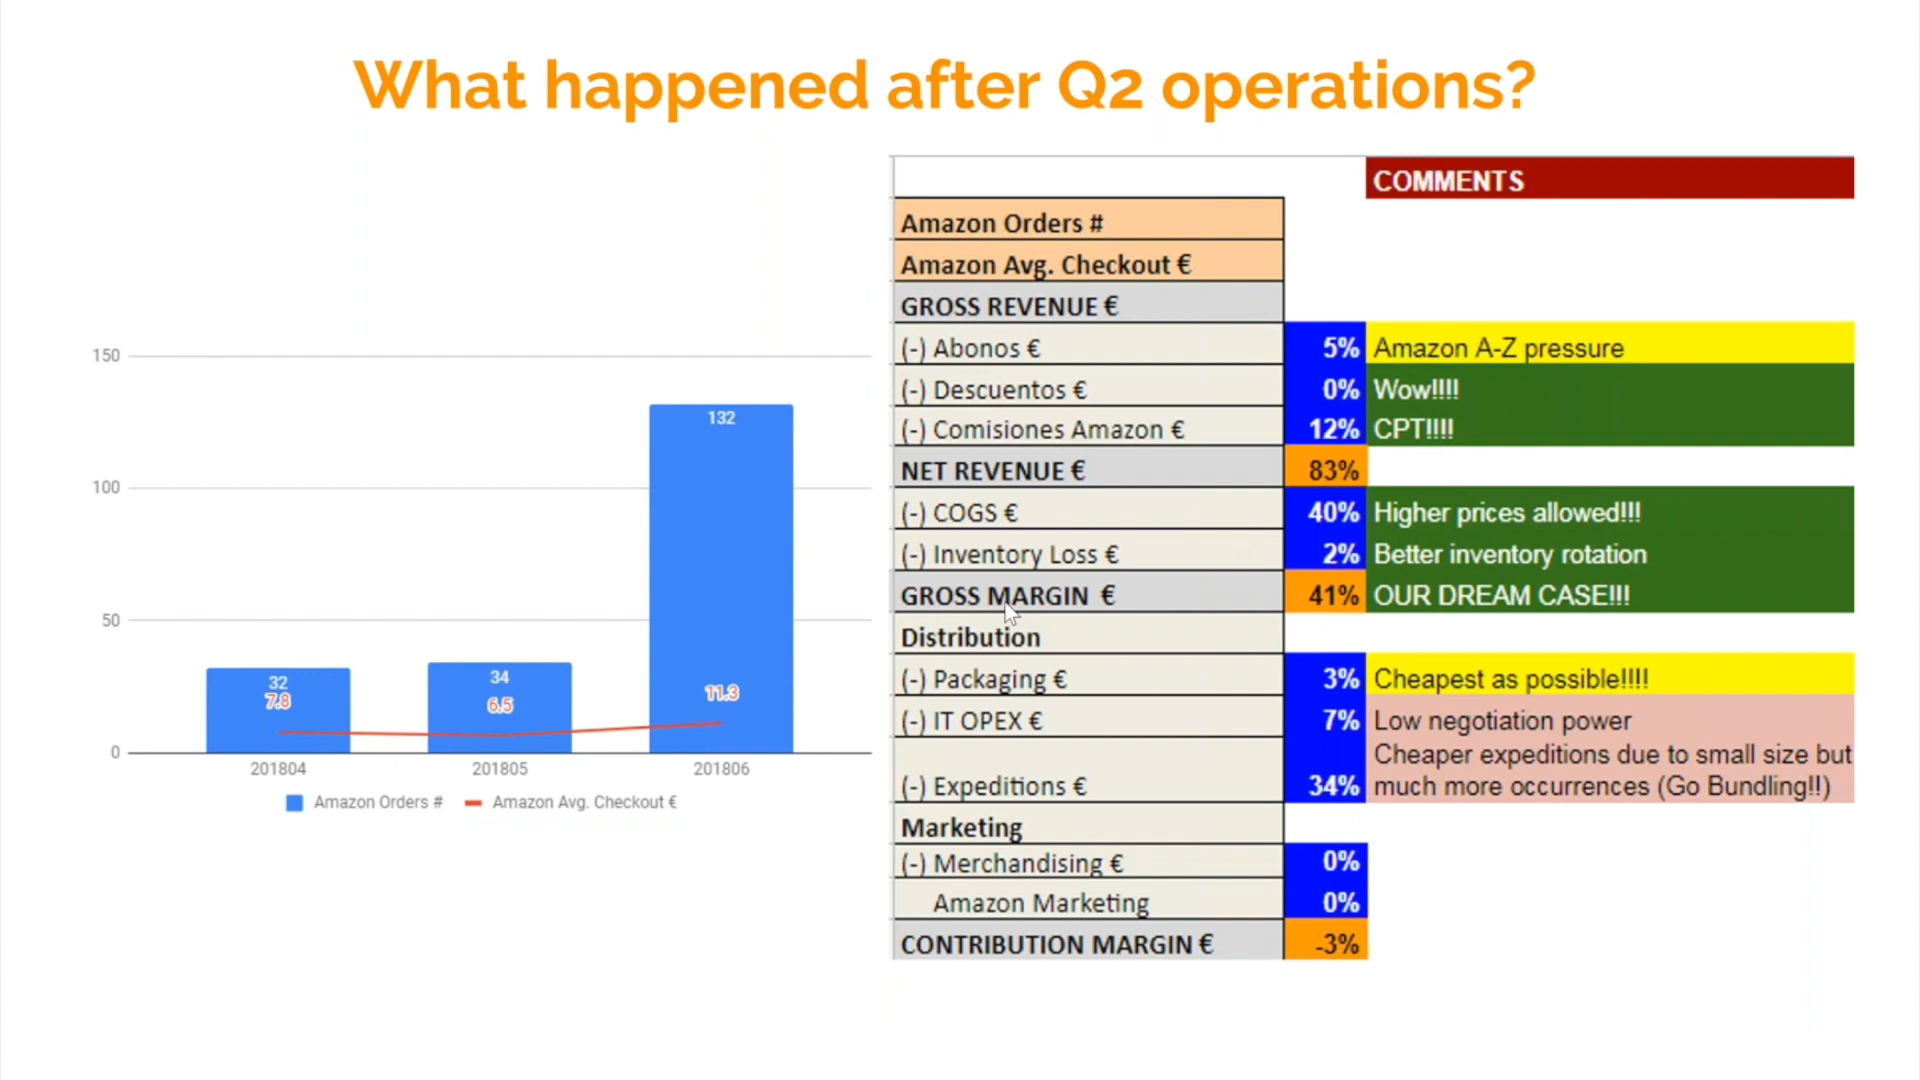 What happened after Q2 operations?
150
100
50
0
132
32
7.8
34
6.5
11.3
201804
201805
201806
Amazon Orders #
Amazon Avg. Checkout €
COMMENTS
Amazon Orders #
Amazon Avg. Checkout €
GROSS REVENUE €
(-) Abonos € 5% Amazon A-Z pressure
(-) Descuentos € 0% Wow!!!!
(-) Comisiones Amazon € 12% CPT!!!!
NET REVENUE € 83%
(-) COGS € 40% Higher prices allowed!!!
(-) Inventory Loss € 2% Better inventory rotation
GROSS MARGIN € 41% OUR DREAM CASE!!!
Distribution
(-) Packaging € 3% Cheapest as possible!!!!
(-) IT OPEX € 7% Low negotiation power
Cheaper expeditions due to small size but
(-) Expeditions € 34% much more occurrences (Go Bundling!!)
Marketing
(-) Merchandising € 0%
Amazon Marketing 0%
CONTRIBUTION MARGIN € -3%